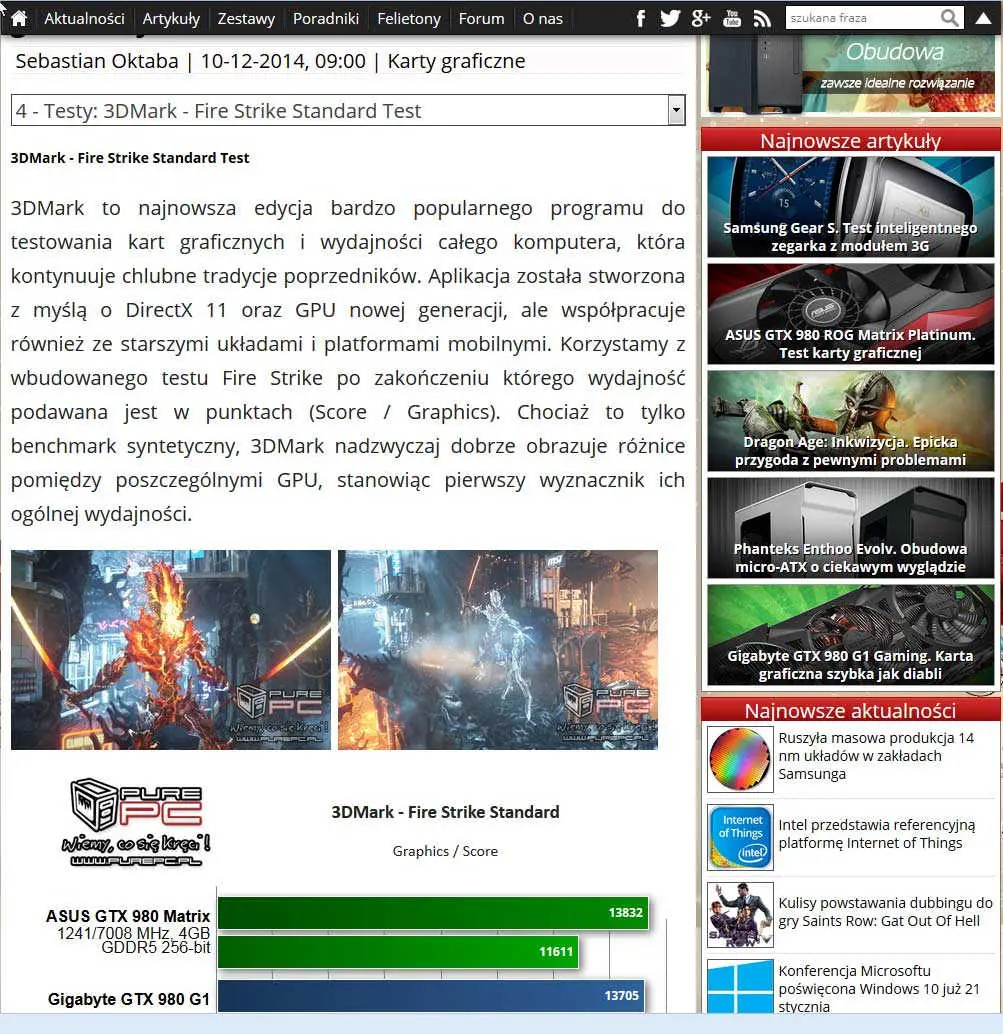 Aktualności Artykuły Zestawy Poradniki Felietony Forum O nas
szukana fraza
Sebastian Oktaba | 10-12-2014, 09:00 | Karty graficzne
4 - Testy: 3DMark - Fire Strike Standard Test
3DMark - Fire Strike Standard Test
3DMark to najnowsza edycja bardzo popularnego programu do
testowania kart graficznych i wydajności całego komputera, która
kontynuuje chlubne tradycje poprzedników. Aplikacja została stworzona
z myślą o DirectX 11 oraz GPU nowej generacji, ale współpracuje
również ze starszymi układami i platformami mobilnymi. Korzystamy z
wbudowanego testu Fire Strike po zakończeniu którego wydajność
podawana jest w punktach (Score / Graphics). Chociaż to tylko
benchmark syntetyczny, 3DMark nadzwyczaj dobrze obrazuje różnice
pomiędzy poszczególnymi GPU, stanowiąc pierwszy wyznacznik ich
ogólnej wydajności.
PURE PC
Wiemy, co się kręci!
www.purepc.pl
PURE PC
Wiemy, co się kręci!
www.purepc.pl
PURE PC
Wiemy, co się kręci!
www.purepc.pl
3DMark - Fire Strike Standard
Graphics / Score
ASUS GTX 980 Matrix
1241/7008 MHz, 4GB
GDDR5 256-bit
13832
11611
Gigabyte GTX 980 G1
13705
Obudowa
zawsze idealne rozwiązanie
Najnowsze artykuły
Samsung Gear S. Test inteligentnego
zegarka z modułem 3G
ASUS GTX 980 ROG Matrix Platinum.
Test karty graficznej
Dragon Age: Inkwizycja. Epicka
przygoda z pewnymi problemami
Phanteks Enthoo Evolv. Obudowa
micro-ATX o ciekawym wyglądzie
Gigabyte GTX 980 G1 Gaming. Karta
graficzna szybka jak diabli
Najnowsze aktualności
Ruszyła masowa produkcja 14
nm układów w zakładach
Samsunga
Internet
of Things
intel
Intel przedstawia referencyjną
platformę Internet of Things
Kulisy powstawania dubbingu do
gry Saints Row: Gat Out Of Hell
Konferencja Microsoftu
poświęcona Windows 10 już 21
stycznia